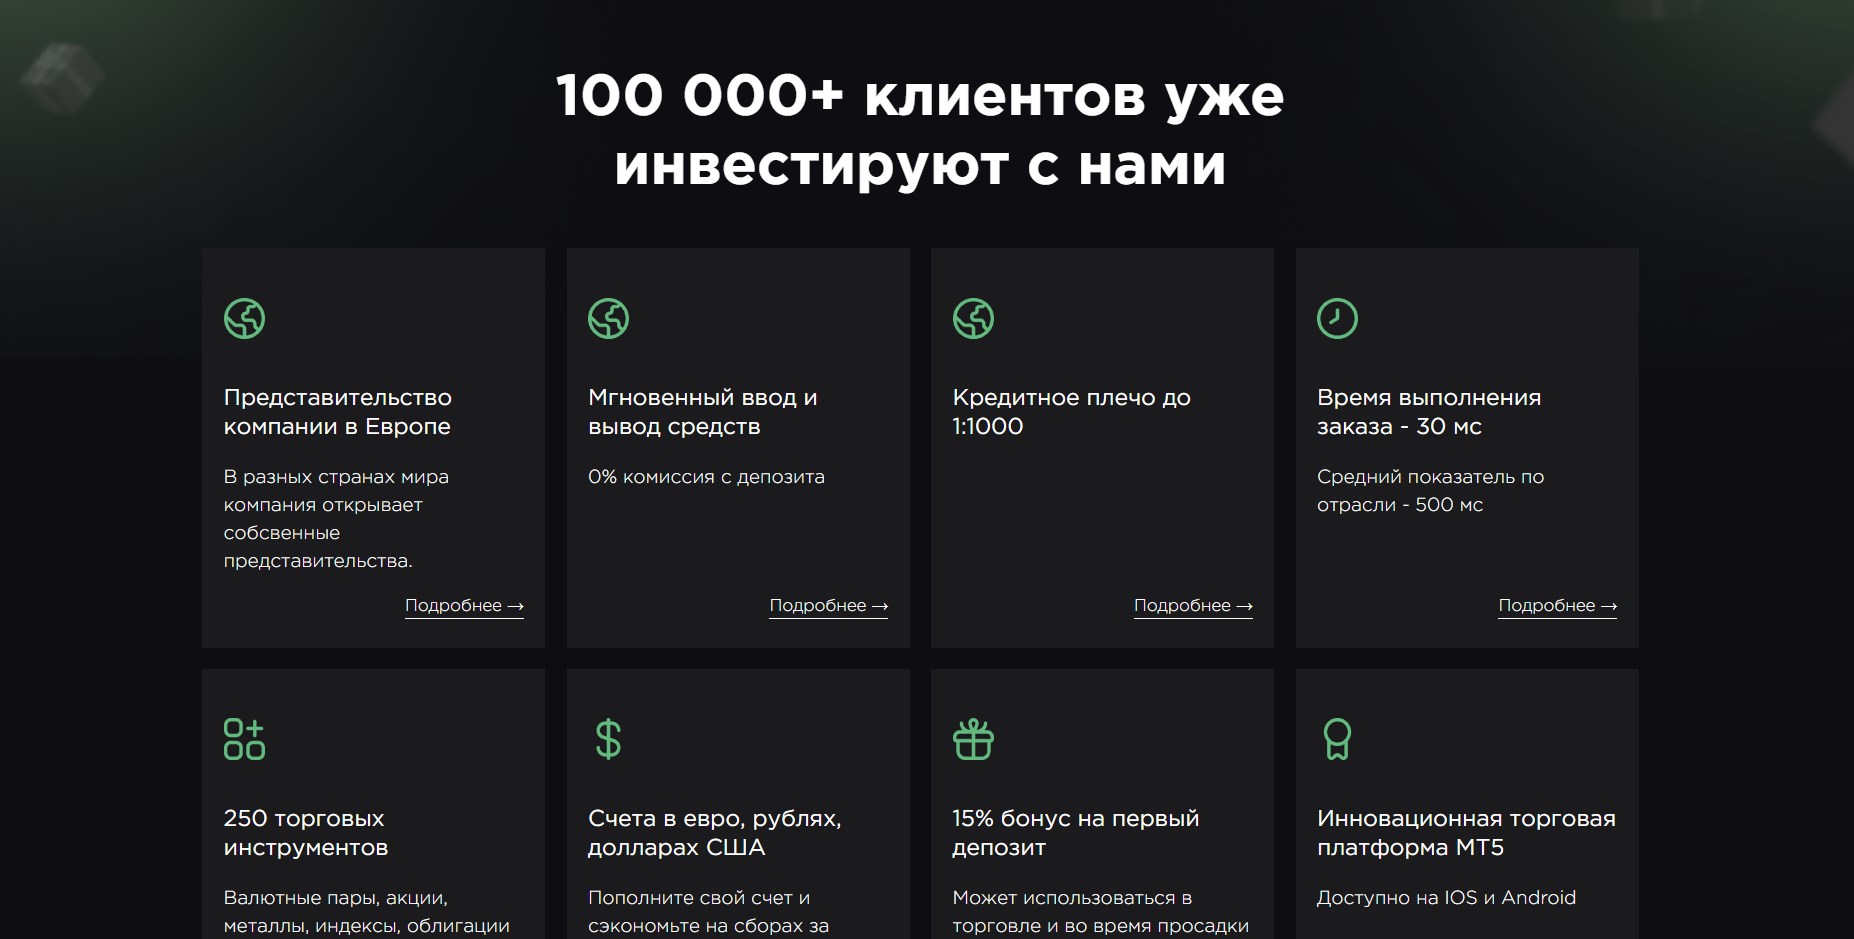 100 000+ клиентов уже
инвестируют с нами
Представительство
компании в Европе
В разных странах мира
компания открывает
собсвенные
представительства.
Подробнее →
Мгновенный ввод и
вывод средств
0% комиссия с депозита
Подробнее →
Кредитное плечо до
1:1000
Подробнее →
Время выполнения
заказа - 30 мс
Средний показатель по
отрасли - 500 мс
Подробнее →
250 торговых
инструментов
Валютные пары, акции,
металлы, индексы, облигации
Счета в евро, рублях,
долларах США
Пополните свой счет и
сэкономьте на сборах за
15% бонус на первый
депозит
Может использоваться в
торговле и во время просадки
Инновационная торговая
платформа МТ5
Доступно на IOS и Android